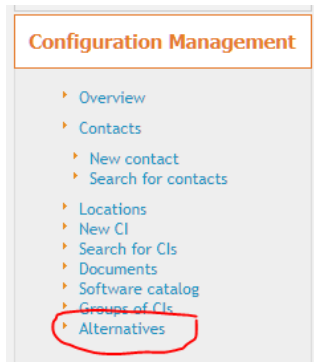 Configuration Management
Overview
Contacts
New contact
Search for contacts
Locations
New CI
Search for CIs
Documents
Software catalog
Groups of CIs
Alternatives